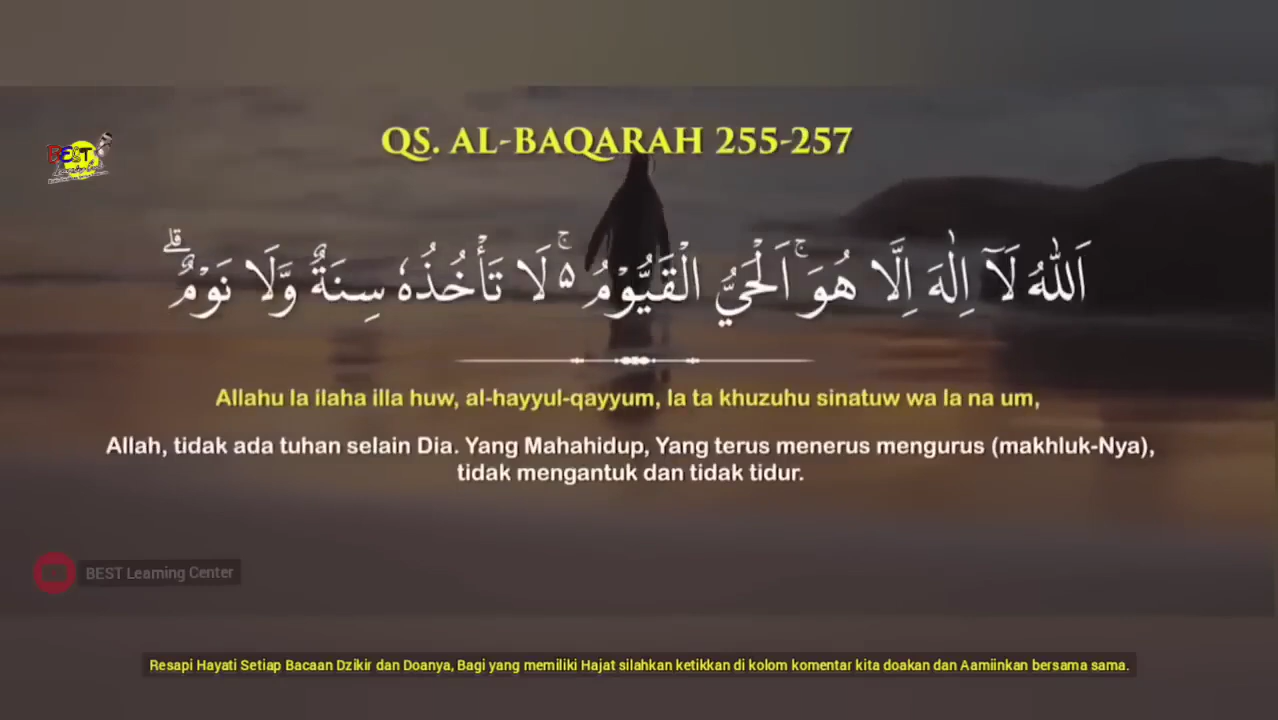 BEST
QS. AL-BAQARAH 255-257
اَللّٰهُ لَآ اِلٰهَ اِلَّا هُوَۚ اَلْحَيُّ الْقَيُّوْمُ ەۚ لَا تَأْخُذُهٗ سِنَةٌ وَّلَا نَوْمٌۗ
Allahu la ilaha illa huw, al-hayyul-qayyum, la ta khuzuhu sinatuw wa la na um,
Allah, tidak ada tuhan selain Dia. Yang Mahahidup, Yang terus menerus mengurus (makhluk-Nya),
tidak mengantuk dan tidak tidur.
BEST Learning Center
Resapi Hayati Setiap Bacaan Dzikir dan Doanya, Bagi yang memiliki Hajat silahkan ketikkan di kolom komentar kita doakan dan Aamiinkan bersama sama.